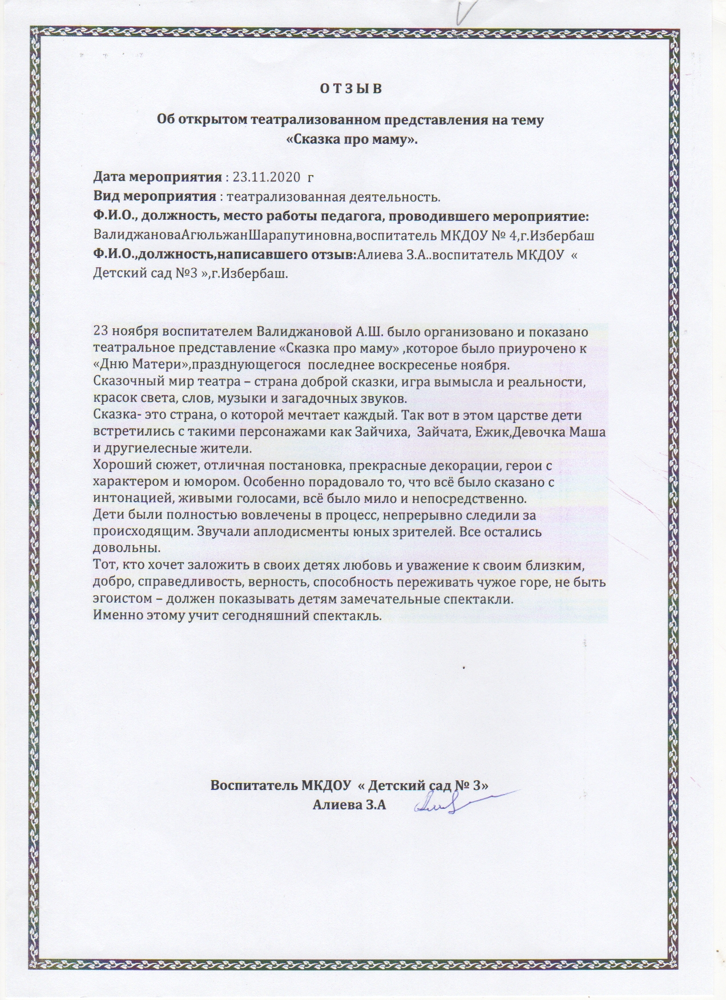 О Т З Ы В
Об открытом театрализованном представления на тему
«Сказка про маму».
Дата мероприятия : 23.11.2020  г
Вид мероприятия : театрализованная деятельность.
Ф.И.О., должность, место работы педагога, проводившего мероприятие:
ВалиджановаАгюльжанШарапутиновна,воспитатель МКДОУ № 4,г.Избербаш
Ф.И.О.,должность,написавшего отзыв:Алиева З.А..воспитатель МКДОУ  «
Детский сад №3 »,г.Избербаш.
23 ноября воспитателем Валиджановой А.Ш. было организовано и показано
театральное представление «Сказка про маму» ,которое было приурочено к
«Дню Матери»,празднующегося  последнее воскресенье ноября.
Сказочный мир театра – страна доброй сказки, игра вымысла и реальности,
красок света, слов, музыки и загадочных звуков.
Сказка- это страна, о которой мечтает каждый. Так вот в этом царстве дети
встретились с такими персонажами как Зайчиха,  Зайчата, Ежик,Девочка Маша
и другиелесные жители.
Хороший сюжет, отличная постановка, прекрасные декорации, герои с
характером и юмором. Особенно порадовало то, что всё было сказано с
интонацией, живыми голосами, всё было мило и непосредственно.
Дети были полностью вовлечены в процесс, непрерывно следили за
происходящим. Звучали аплодисменты юных зрителей. Все остались
довольны.
Тот, кто хочет заложить в своих детях любовь и уважение к своим близким,
добро, справедливость, верность, способность переживать чужое горе, не быть
эгоистом – должен показывать детям замечательные спектакли.
Именно этому учит сегодняшний спектакль.
Воспитатель МКДОУ  « Детский сад № 3»
Алиева З.А